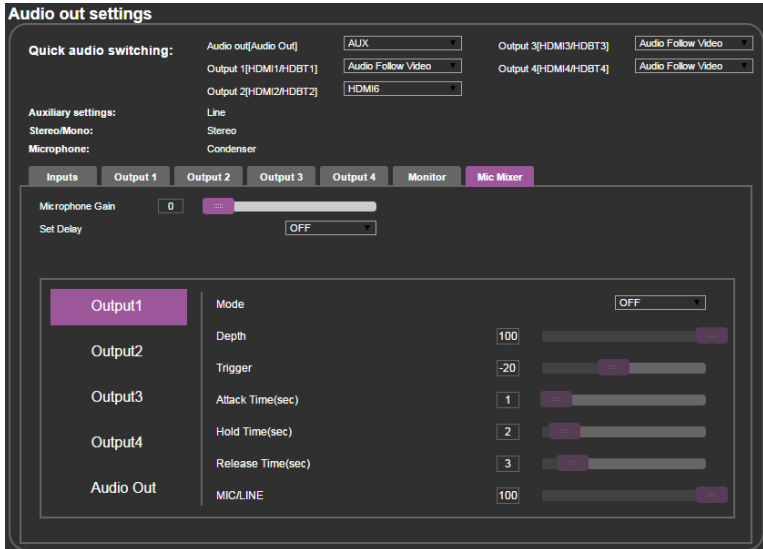 Audio out settings
Quick audio switching:
Audio out[Audio Out] AUX Output 3[HDMI3/HDBT3] Audio Follow Video
Output 1[HDMI1/HDBT1] Audio Follow Video Output 4[HDMI4/HDBT4] Audio Follow Video
Output 2[HDMI2/HDBT2] HDMI6
Auxiliary settings: Line
Stereo/Mono: Stereo
Microphone: Condenser
Inputs Output 1 Output 2 Output 3 Output 4 Monitor Mic Mixer
Microphone Gain 0
Set Delay OFF
Output1
Output2
Output3
Output4
Audio Out
Mode OFF
Depth 100
Trigger -20
Attack Time(sec) 1
Hold Time(sec) 2
Release Time(sec) 3
MIC/LINE 100